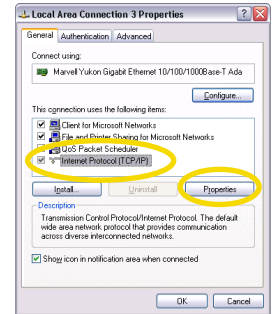 Local Area Connection 3 Properties
General Authentication Advanced
Connect using:
Marvell Yukon Gigabit Ethernet 10/100/1000Base-T Ada
Configure...
This connection uses the following items:
Client for Microsoft Networks
File and Printer Sharing for Microsoft Networks
QoS Packet Scheduler
Internet Protocol (TCP/IP)
Install... Uninstall Properties
Description
Transmission Control Protocol/Internet Protocol. The default
wide area network protocol that provides communication
across diverse interconnected networks.
Show icon in notification area when connected
OK Cancel